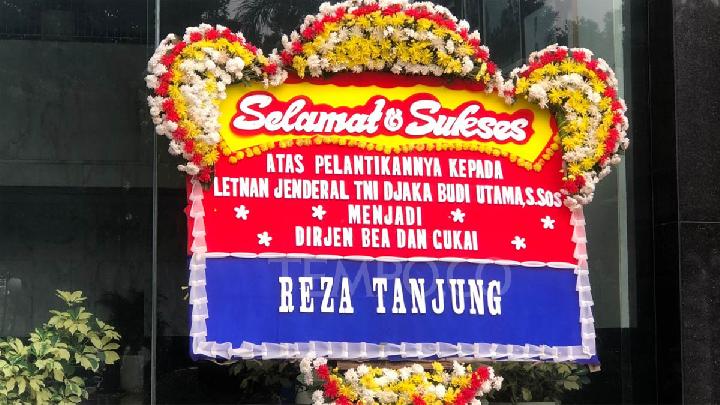 Selamat & Sukses
ATAS PELANTIKANNYA KEPADA
LETNAN JENDERAL TNI DJAKA BUDI UTAMA,S.SOS
MENJADI
DIRJEN BEA DAN CUKAI
TEMPO.CO
REZA TANJUNG